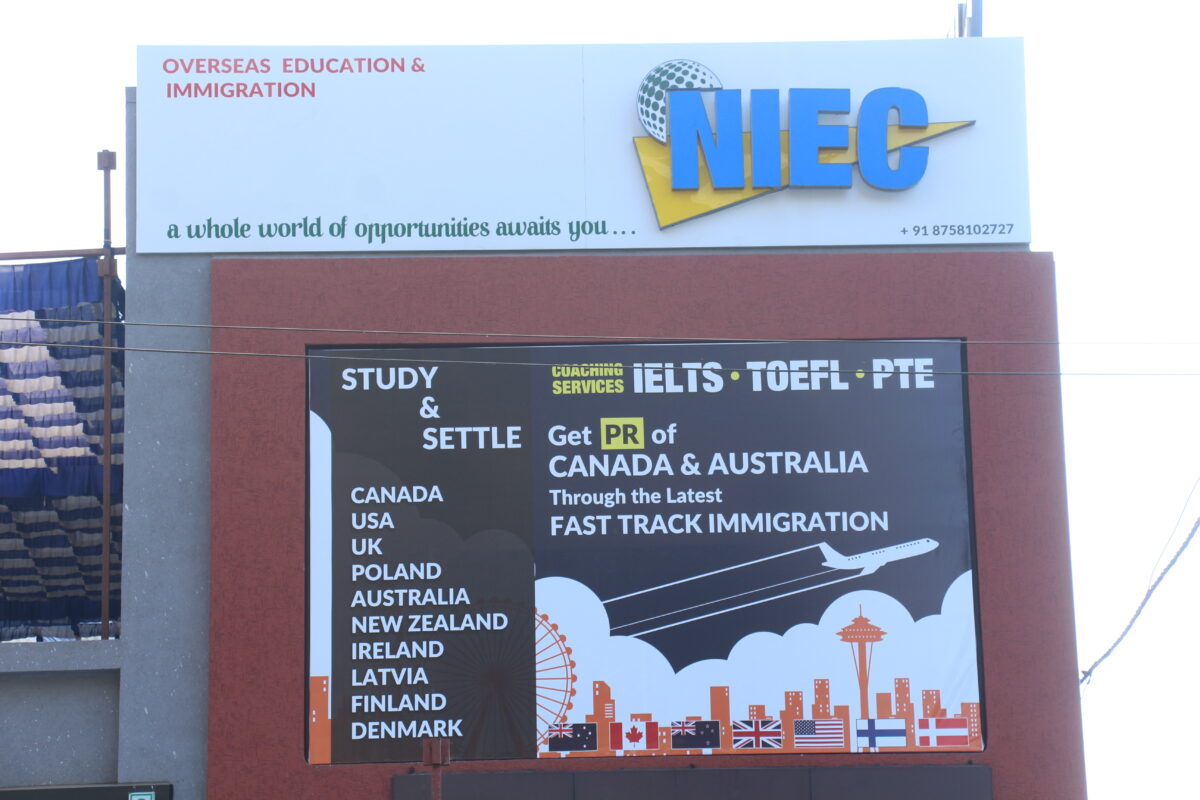 OVERSEAS EDUCATION &
IMMIGRATION
NIEC
a whole world of opportunities awaits you...
+ 91 8758102727
STUDY
&
SETTLE
CANADA
USA
UK
POLAND
AUSTRALIA
NEW ZEALAND
IRELAND
LATVIA
FINLAND
DENMARK
COACHING
SERVICES
IELTS • TOEFL • PTE
Get PR of
CANADA & AUSTRALIA
Through the Latest
FAST TRACK IMMIGRATION